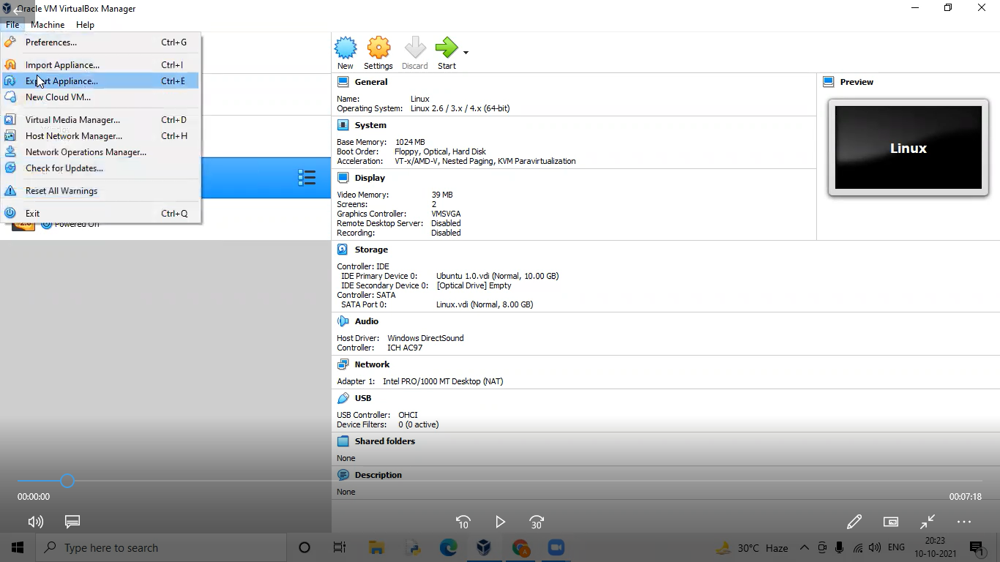 Oracle VM VirtualBox Manager
File Machine Help
Preferences... Ctrl+G
Import Appliance... Ctrl+I
Export Appliance... Ctrl+E
New Cloud VM...
Virtual Media Manager... Ctrl+D
Host Network Manager... Ctrl+H
Network Operations Manager...
Check for Updates...
Reset All Warnings
Exit Ctrl+Q
Powered Off
New Settings Discard Start
General
Name: Linux
Operating System: Linux 2.6 / 3.x / 4.x (64-bit)
System
Base Memory: 1024 MB
Boot Order: Floppy, Optical, Hard Disk
Acceleration: VT-x/AMD-V, Nested Paging, KVM Paravirtualization
Display
Video Memory: 39 MB
Screens: 2
Graphics Controller: VMSVGA
Remote Desktop Server: Disabled
Recording: Disabled
Storage
Controller: IDE
IDE Primary Device 0: Ubuntu 1.0.vdi (Normal, 10.00 GB)
IDE Secondary Device 0: [Optical Drive] Empty
Controller: SATA
SATA Port 0: Linux.vdi (Normal, 8.00 GB)
Audio
Host Driver: Windows DirectSound
Controller: ICH AC97
Network
Adapter 1: Intel PRO/1000 MT Desktop (NAT)
USB
USB Controller: OHCI
Device Filters: 0 (0 active)
Shared folders
None
Description
None
Preview
Linux
00:00:00
00:07:18
10
30
Type here to search
30°C Haze
ENG
20:23
10-10-2021
1